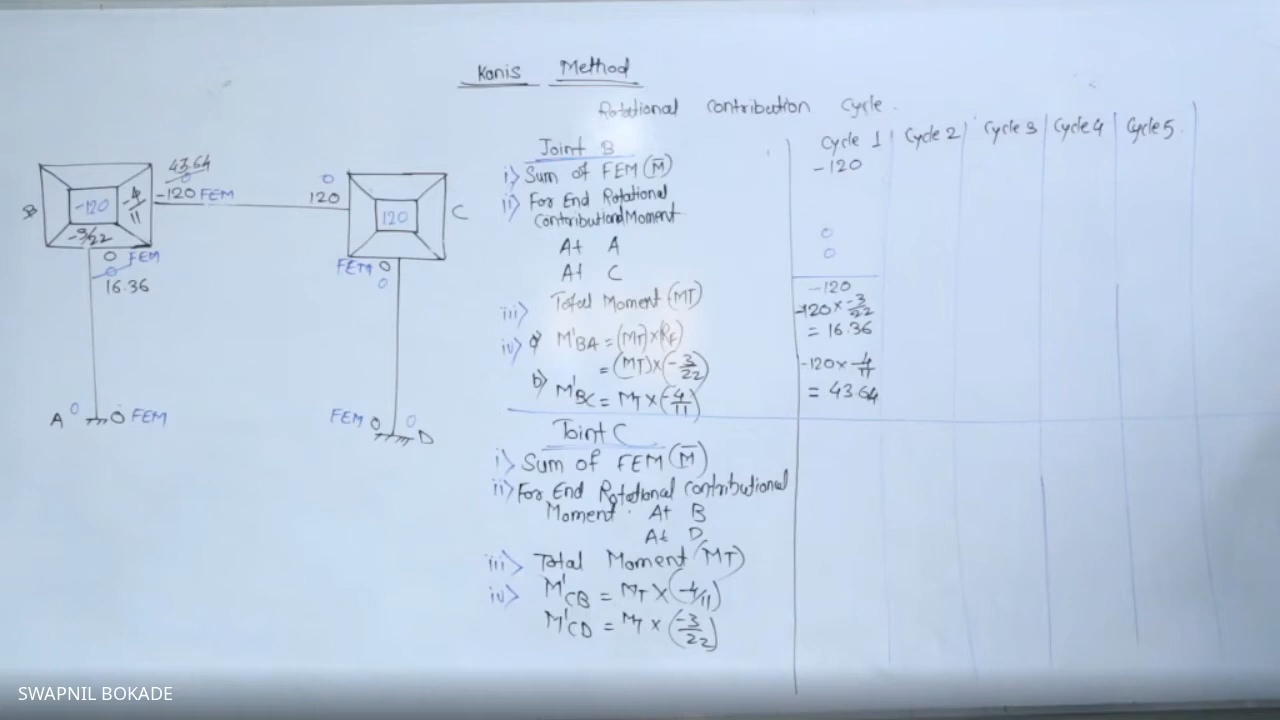 Kanis Method
Rotational contribution Cycle.
Cycle 1 Cycle 2 Cycle 3 Cycle 4 Cycle 5
Joint B
i) Sum of FEM (M̅)
-120
ii) For End Rotational
Contributional Moment
At A
0
At C
0
iii) Total Moment (MT)
-120
iv) a) M'BA = (MT) x (RF)
-120 x -3/22
= 16.36
= (MT) x (-3/22)
b) M'BC = MT x (-4/11)
-120 x -4/11
= 43.64
Joint C
i) Sum of FEM (M̅)
ii) For End Rotational Contributional
Moment. At B
At D
iii) Total Moment (MT)
iv) M'CB = MT x (-4/11)
M'CD = MT x (-3/22)
B
-120
-4/11
-3/22
43.64
0
-120 FEM
0 FEM
0
16.36
A 0 0 FEM
0
120
120
C
FEM 0
0
FEM 0 0
D
SWAPNIL BOKADE